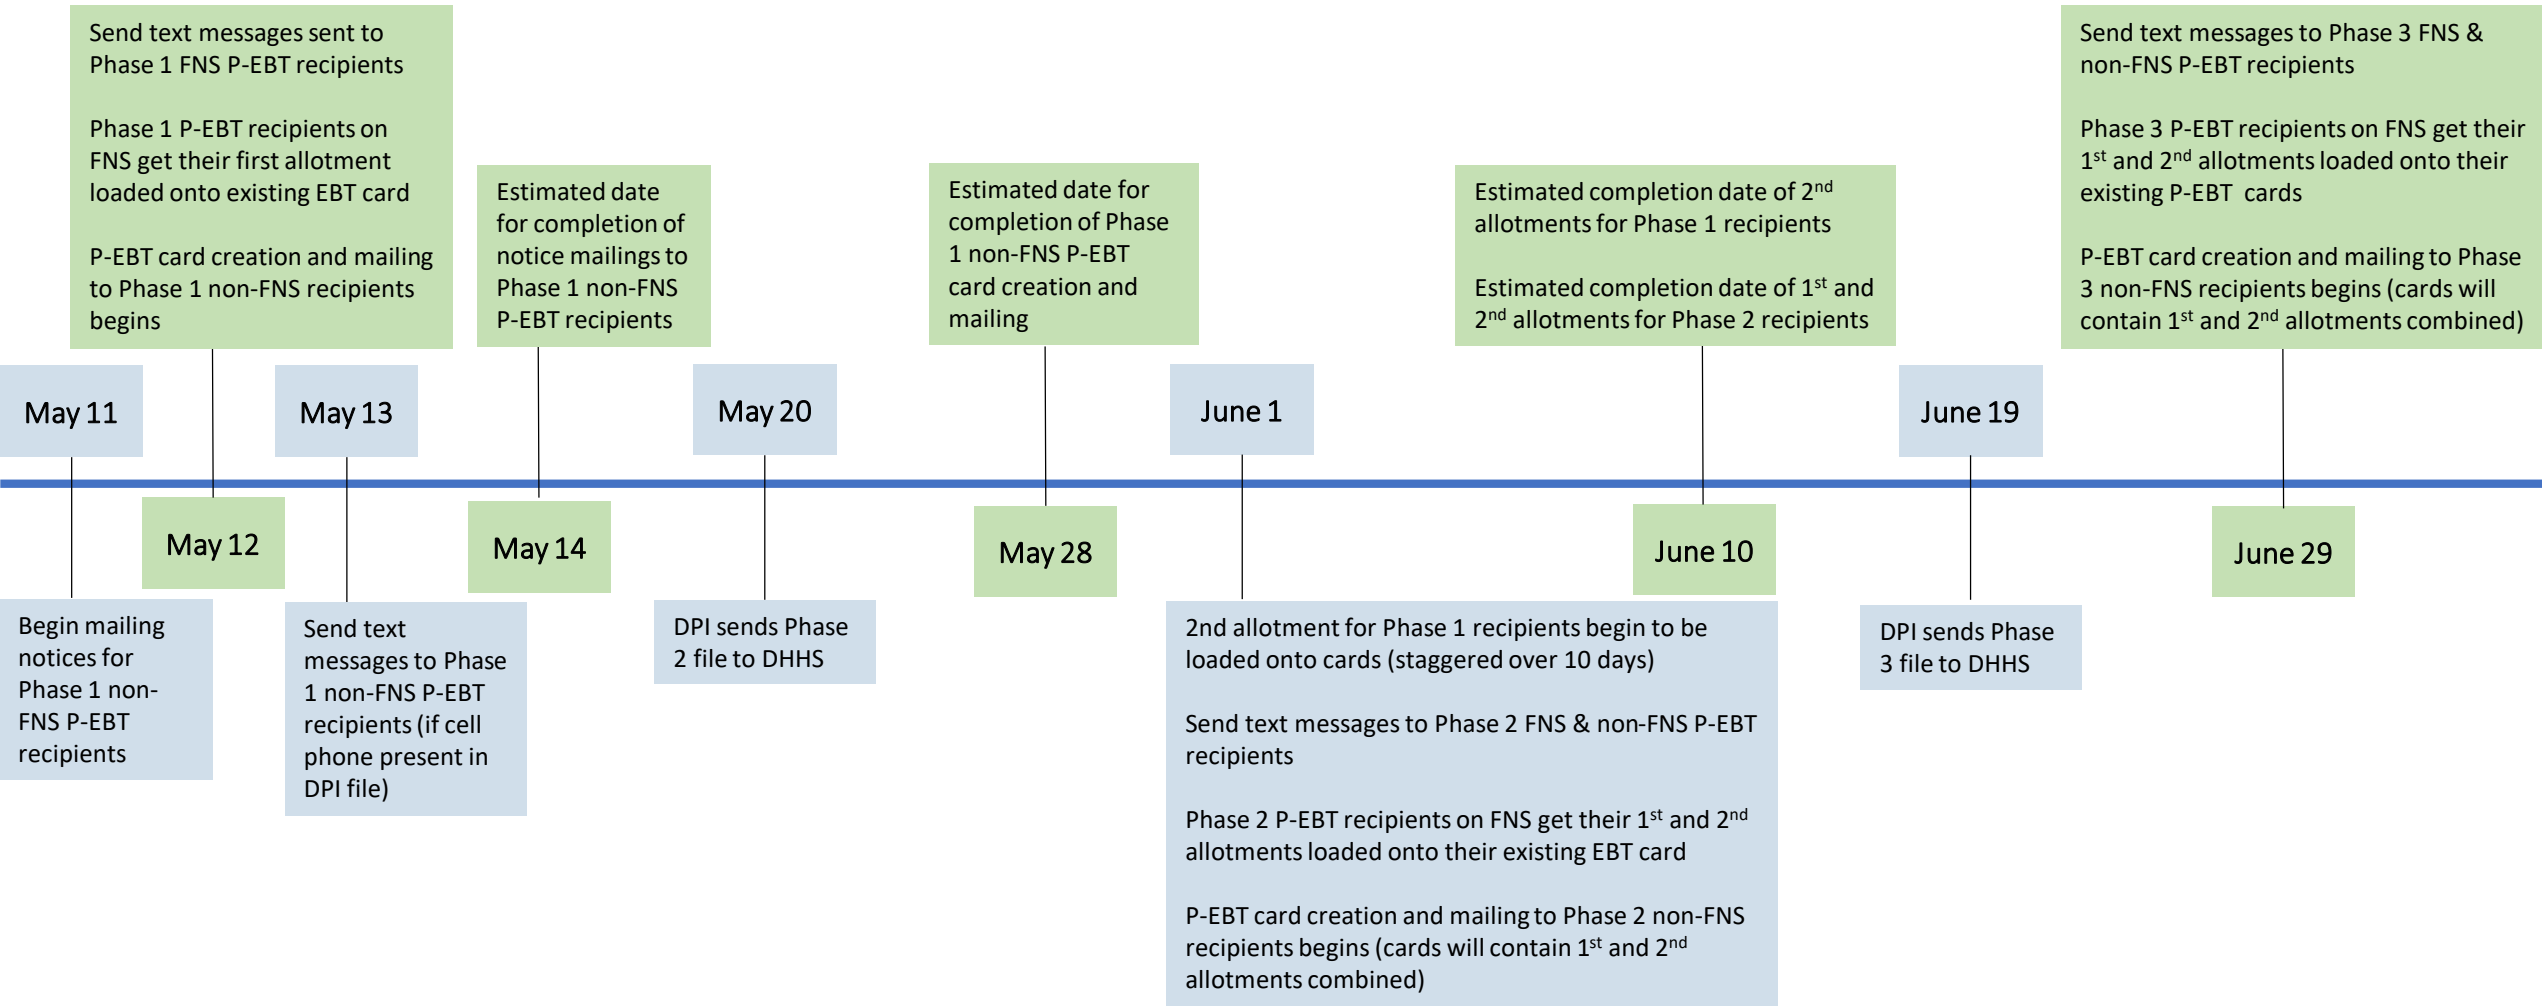 Send text messages sent to
Phase 1 FNS P-EBT recipients
Phase 1 P-EBT recipients on
FNS get their first allotment
loaded onto existing EBT card
P-EBT card creation and mailing
to Phase 1 non-FNS recipients
begins
Estimated date
for completion of
notice mailings to
Phase 1 non-FNS
P-EBT recipients
Estimated date for
completion of Phase
1 non-FNS P-EBT
card creation and
mailing
Estimated completion date of 2nd
allotments for Phase 1 recipients
Estimated completion date of 1st and
2nd allotments for Phase 2 recipients
Send text messages to Phase 3 FNS &
non-FNS P-EBT recipients
Phase 3 P-EBT recipients on FNS get their
1st and 2nd allotments loaded onto their
existing P-EBT  cards
P-EBT card creation and mailing to Phase
3 non-FNS recipients begins (cards will
contain 1st and 2nd allotments combined)
May 11
May 13
May 20
June 1
June 19
May 12
May 14
May 28
June 10
June 29
Begin mailing
notices for
Phase 1 non-
FNS P-EBT
recipients
Send text
messages to Phase
1 non-FNS P-EBT
recipients (if cell
phone present in
DPI file)
DPI sends Phase
2 file to DHHS
2nd allotment for Phase 1 recipients begin to be
loaded onto cards (staggered over 10 days)
Send text messages to Phase 2 FNS & non-FNS P-EBT
recipients
Phase 2 P-EBT recipients on FNS get their 1st and 2nd
allotments loaded onto their existing EBT card
P-EBT card creation and mailing to Phase 2 non-FNS
recipients begins (cards will contain 1st and 2nd
allotments combined)
DPI sends Phase
3 file to DHHS